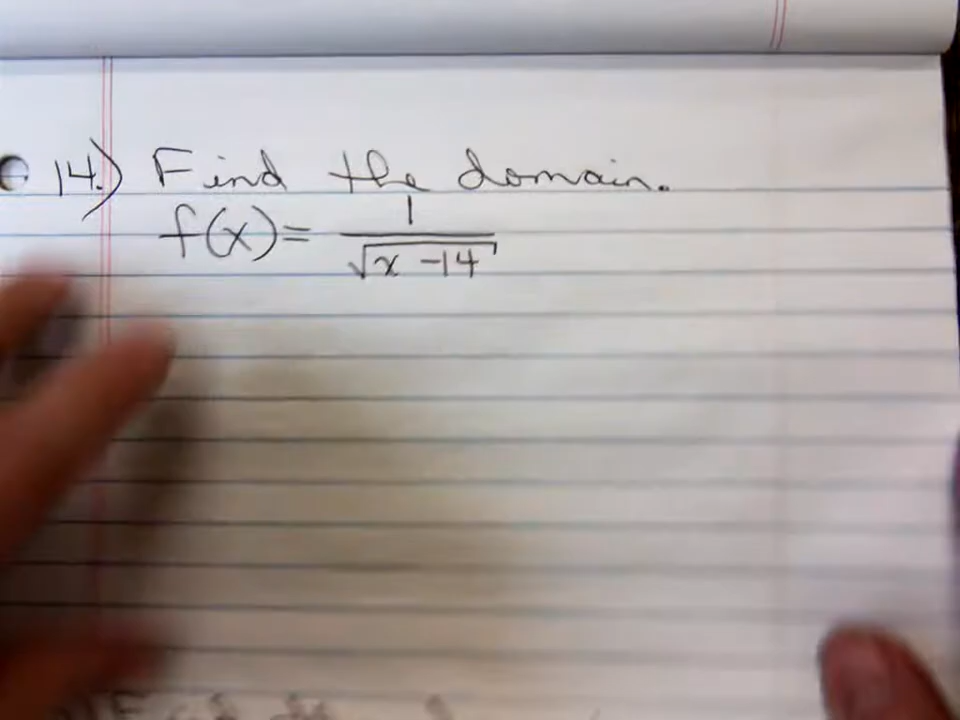 14.) Find the domain.
f(x)= 1/√(x-14)